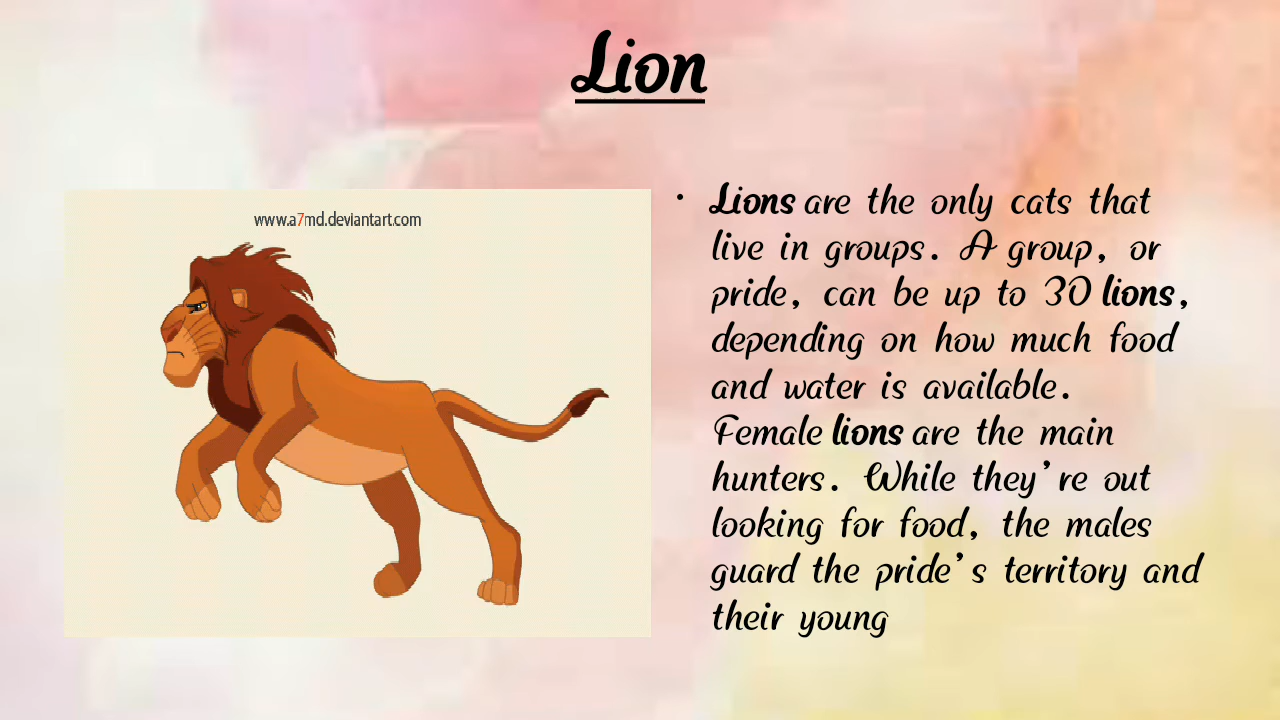 Lion
www.a7md.deviantart.com
• Lions are the only cats that
live in groups. A group, or
pride, can be up to 30 lions,
depending on how much food
and water is available.
Female lions are the main
hunters. While they're out
looking for food, the males
guard the pride's territory and
their young